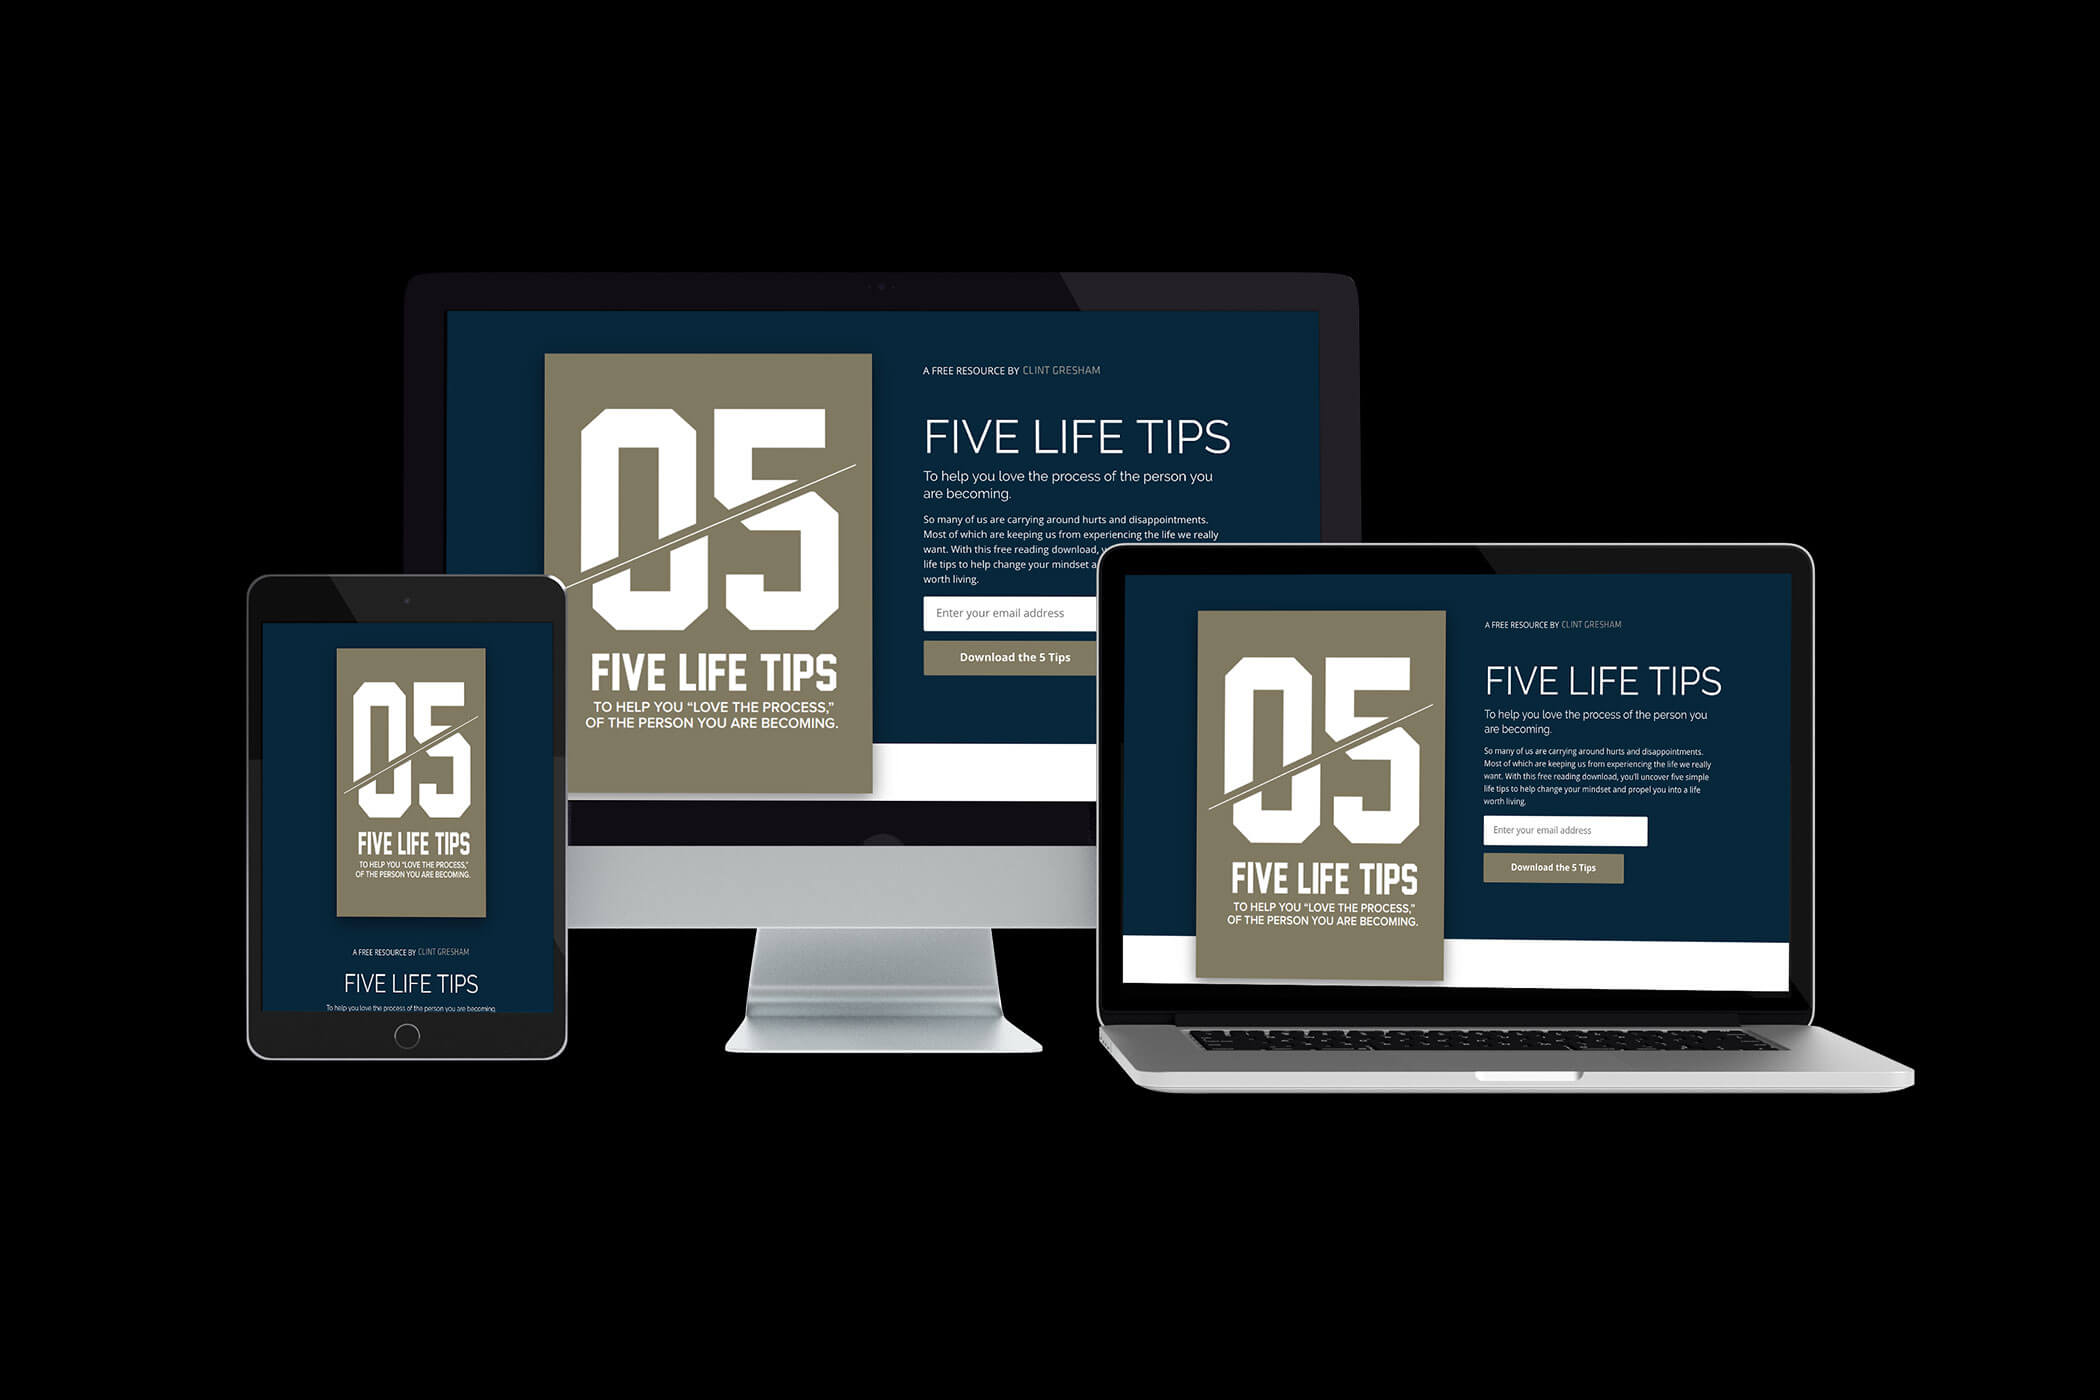 05
FIVE LIFE TIPS
TO HELP YOU “LOVE THE PROCESS,”
OF THE PERSON YOU ARE BECOMING.
A FREE RESOURCE BY CLINT GRESHAM
FIVE LIFE TIPS
To help you love the process of the person you
are becoming.
So many of us are carrying around hurts and disappointments.
Most of which are keeping us from experiencing the life we really
want. With this free reading download,
life tips to help change your mindset
worth living.
Enter your email address
Download the 5 Tips
05
FIVE LIFE TIPS
TO HELP YOU “LOVE THE PROCESS,”
OF THE PERSON YOU ARE BECOMING.
A FREE RESOURCE BY CLINT GRESHAM
FIVE LIFE TIPS
To help you love the process of the person you are becoming.
05
FIVE LIFE TIPS
TO HELP YOU “LOVE THE PROCESS,”
OF THE PERSON YOU ARE BECOMING.
A FREE RESOURCE BY CLINT GRESHAM
FIVE LIFE TIPS
To help you love the process of the person you
are becoming.
So many of us are carrying around hurts and disappointments.
Most of which are keeping us from experiencing the life we really
want. With this free reading download, you'll uncover five simple
life tips to help change your mindset and propel you into a life
worth living.
Enter your email address
Download the 5 Tips